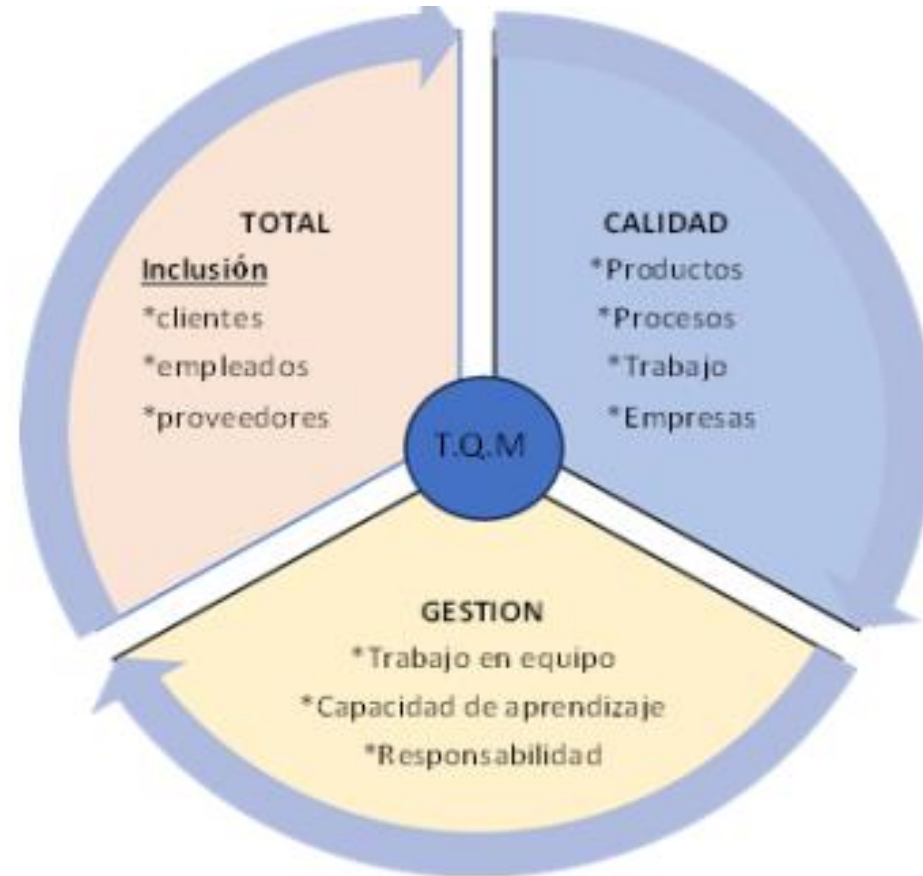 TOTAL
Inclusión
*clientes
*empleados
*proveedores
CALIDAD
*Productos
*Procesos
*Trabajo
*Empresas
T.Q.M
GESTION
*Trabajo en equipo
*Capacidad de aprendizaje
*Responsabilidad